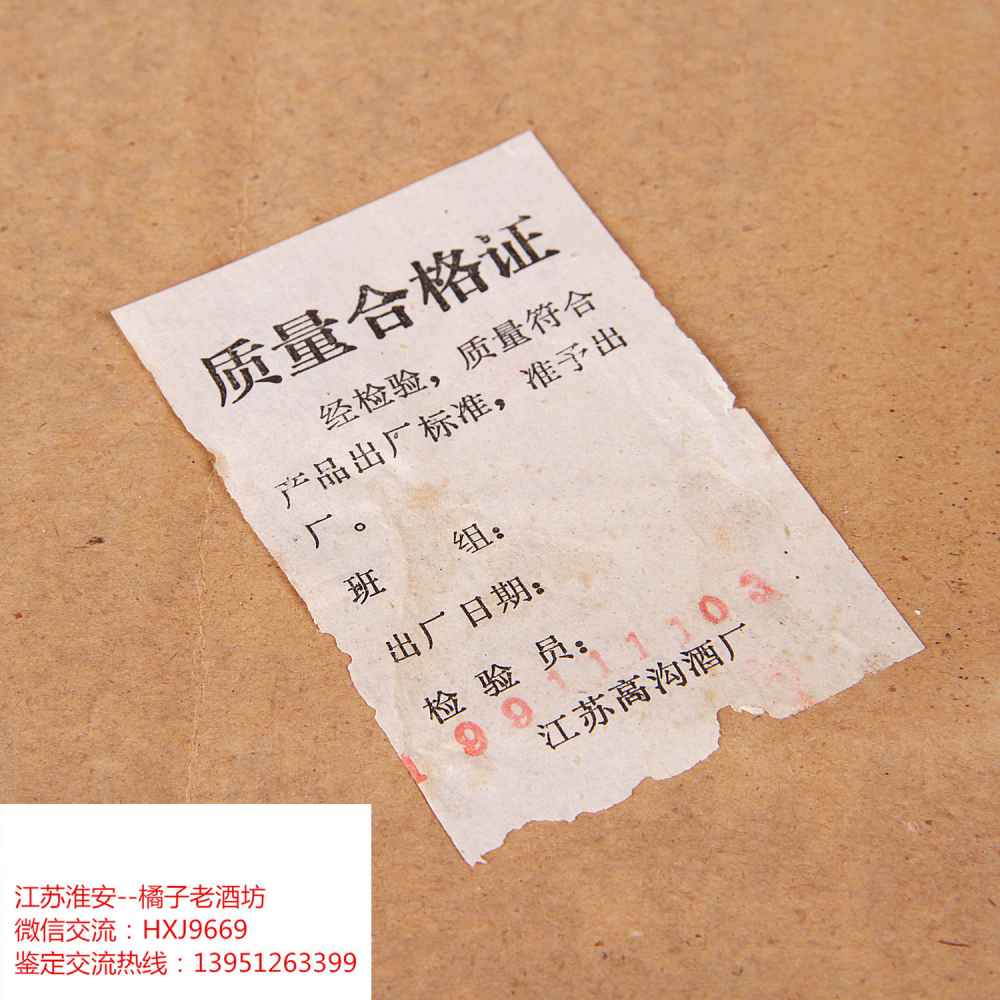 质量合格证
经检验，质量符合
产品出厂标准，准予出
厂。
班 组：
出厂日期：
检验员：
19911103
江苏高沟酒厂
江苏淮安--橘子老酒坊
微信交流：HXJ9669
鉴定交流热线：13951263399